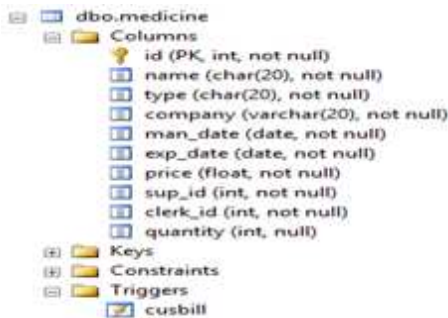 dbo.medicine
Columns
id (PK, int, not null)
name (char(20), not null)
type (char(20), not null)
company (varchar(20), not null)
man_date (date, not null)
exp_date (date, not null)
price (float, not null)
sup_id (int, not null)
clerk_id (int, not null)
quantity (int, null)
Keys
Constraints
Triggers
cusbill